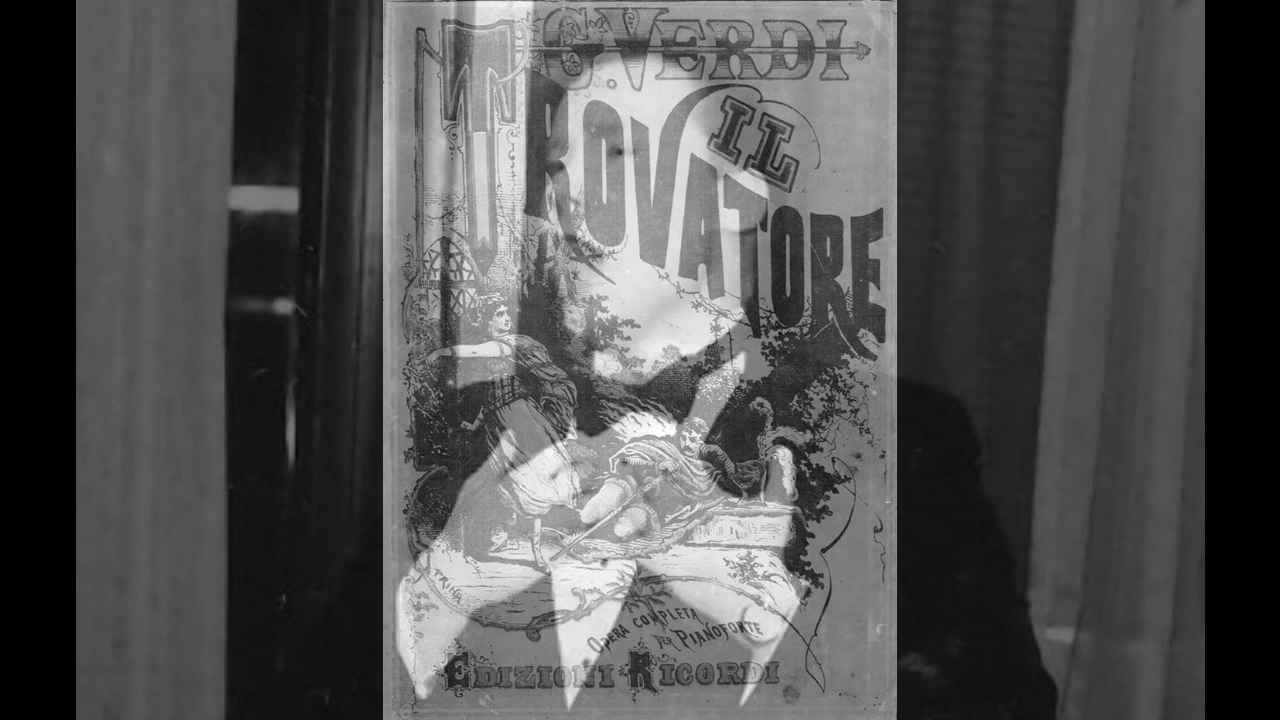 G. VERDI
IL
TROVATORE
OPERA COMPLETA
PER PIANOFORTE
EDIZIONI RICORDI